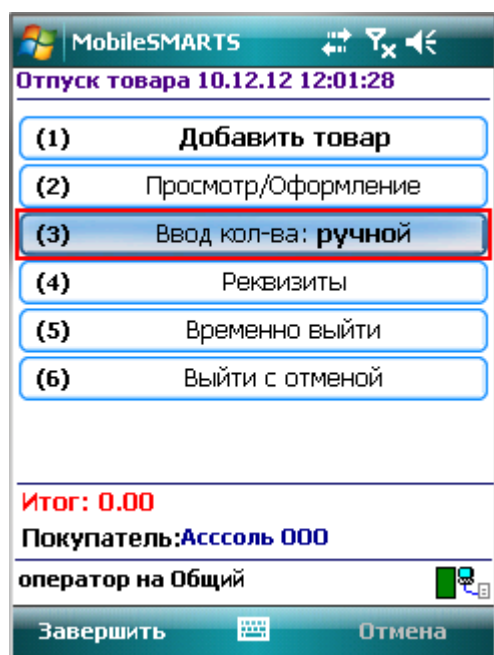 MobileSMARTS
Отпуск товара 10.12.12 12:01:28
(1) Добавить товар
(2) Просмотр/Оформление
(3) Ввод кол-ва: ручной
(4) Реквизиты
(5) Временно выйти
(6) Выйти с отменой
Итог: 0.00
Покупатель:Асссоль ООО
оператор на Общий
Завершить Отмена